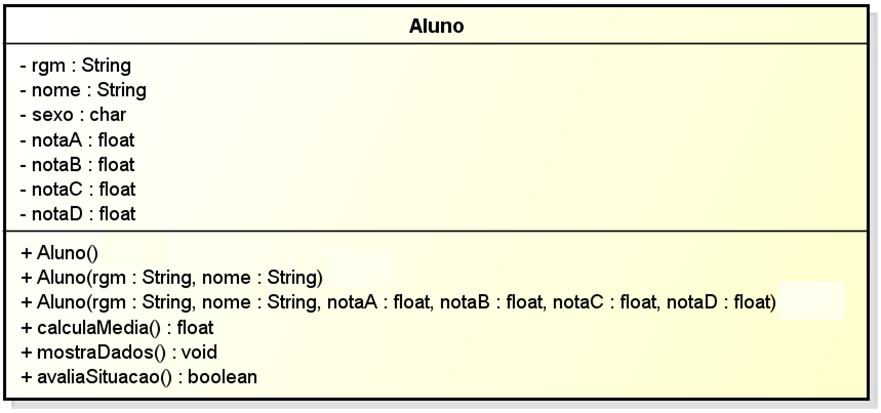 Aluno
- rgm : String
- nome : String
- sexo : char
- notaA : float
- notaB : float
- notaC : float
- notaD : float
+ Aluno()
+ Aluno(rgm : String, nome : String)
+ Aluno(rgm : String, nome : String, notaA : float, notaB : float, notaC : float, notaD : float)
+ calculaMedia() : float
+ mostraDados() : void
+ avaliaSituacao() : boolean